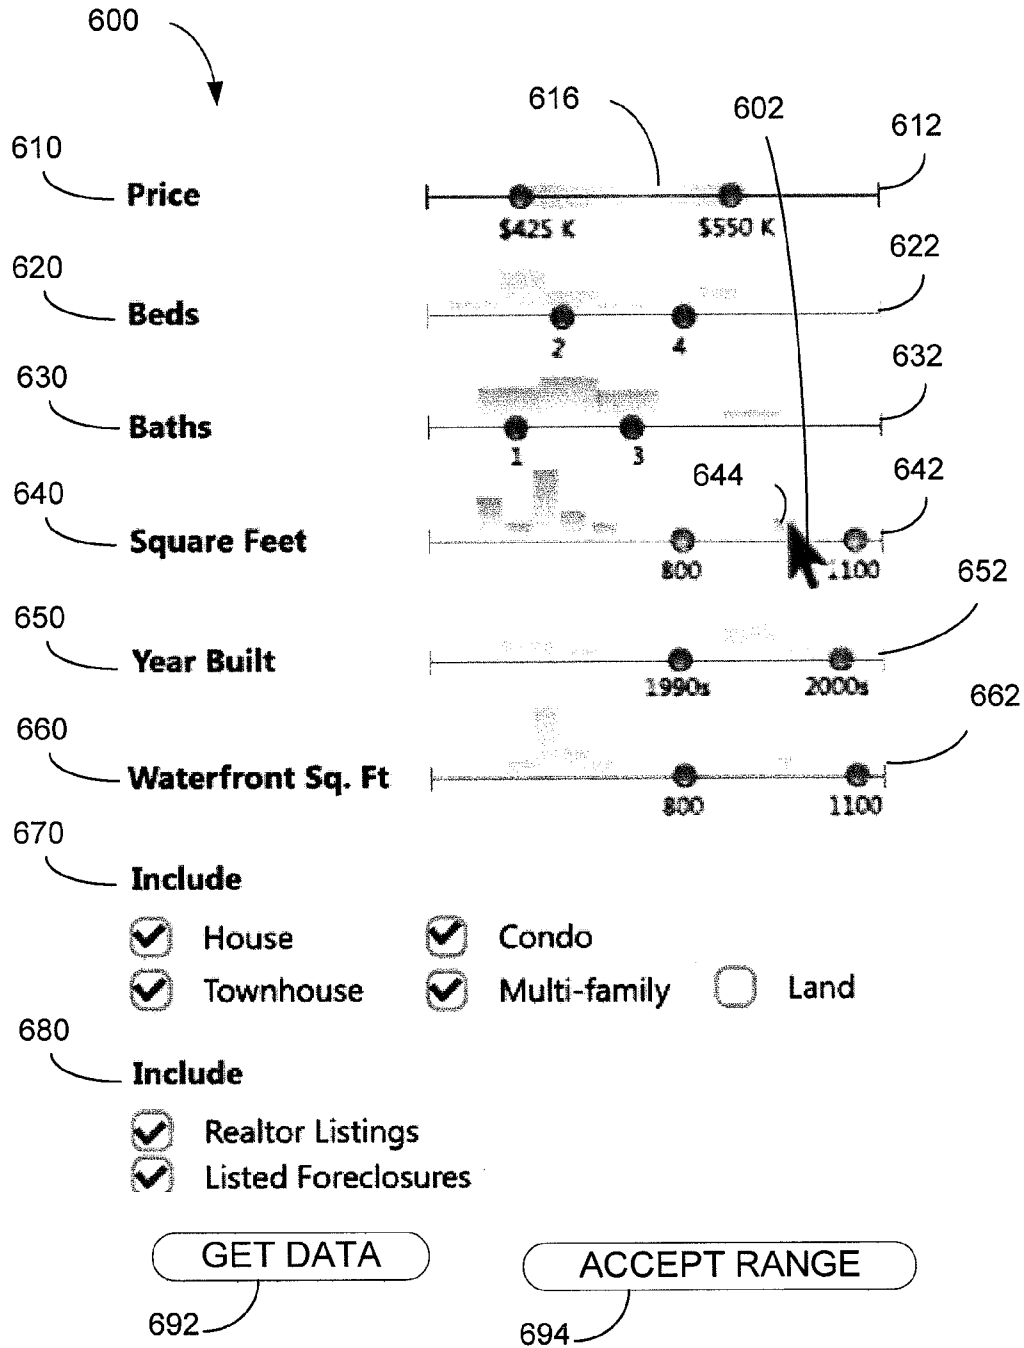 600
616
602
612
610
Price
$425 K
$550 K
620
622
Beds
2
4
630
632
Baths
1
3
640
644
642
Square Feet
800
1100
650
652
Year Built
1990s
2000s
660
662
Waterfront Sq. Ft
800
1100
670
Include
House
Condo
Townhouse
Multi-family
Land
680
Include
Realtor Listings
Listed Foreclosures
GET DATA
ACCEPT RANGE
692
694